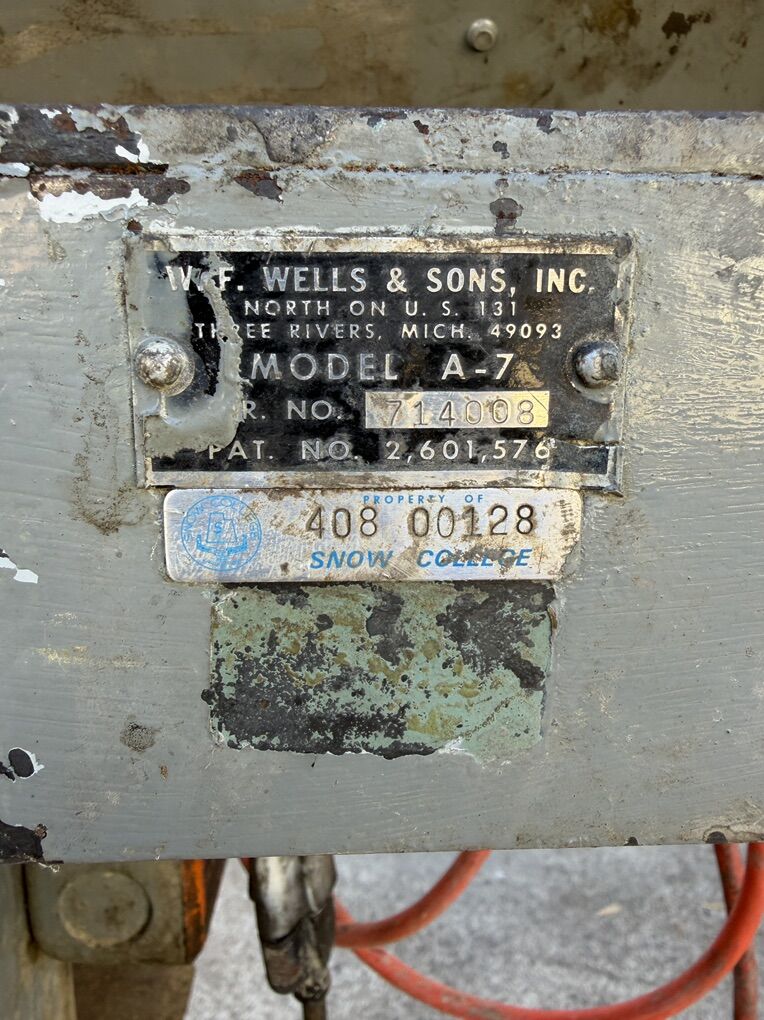 W. F. WELLS & SONS, INC.
NORTH ON U. S. 131
THREE RIVERS, MICH. 49093
MODEL A-7
R. NO. 714008
PAT. NO. 2,601,576
PROPERTY OF
408 00128
SNOW COLLEGE